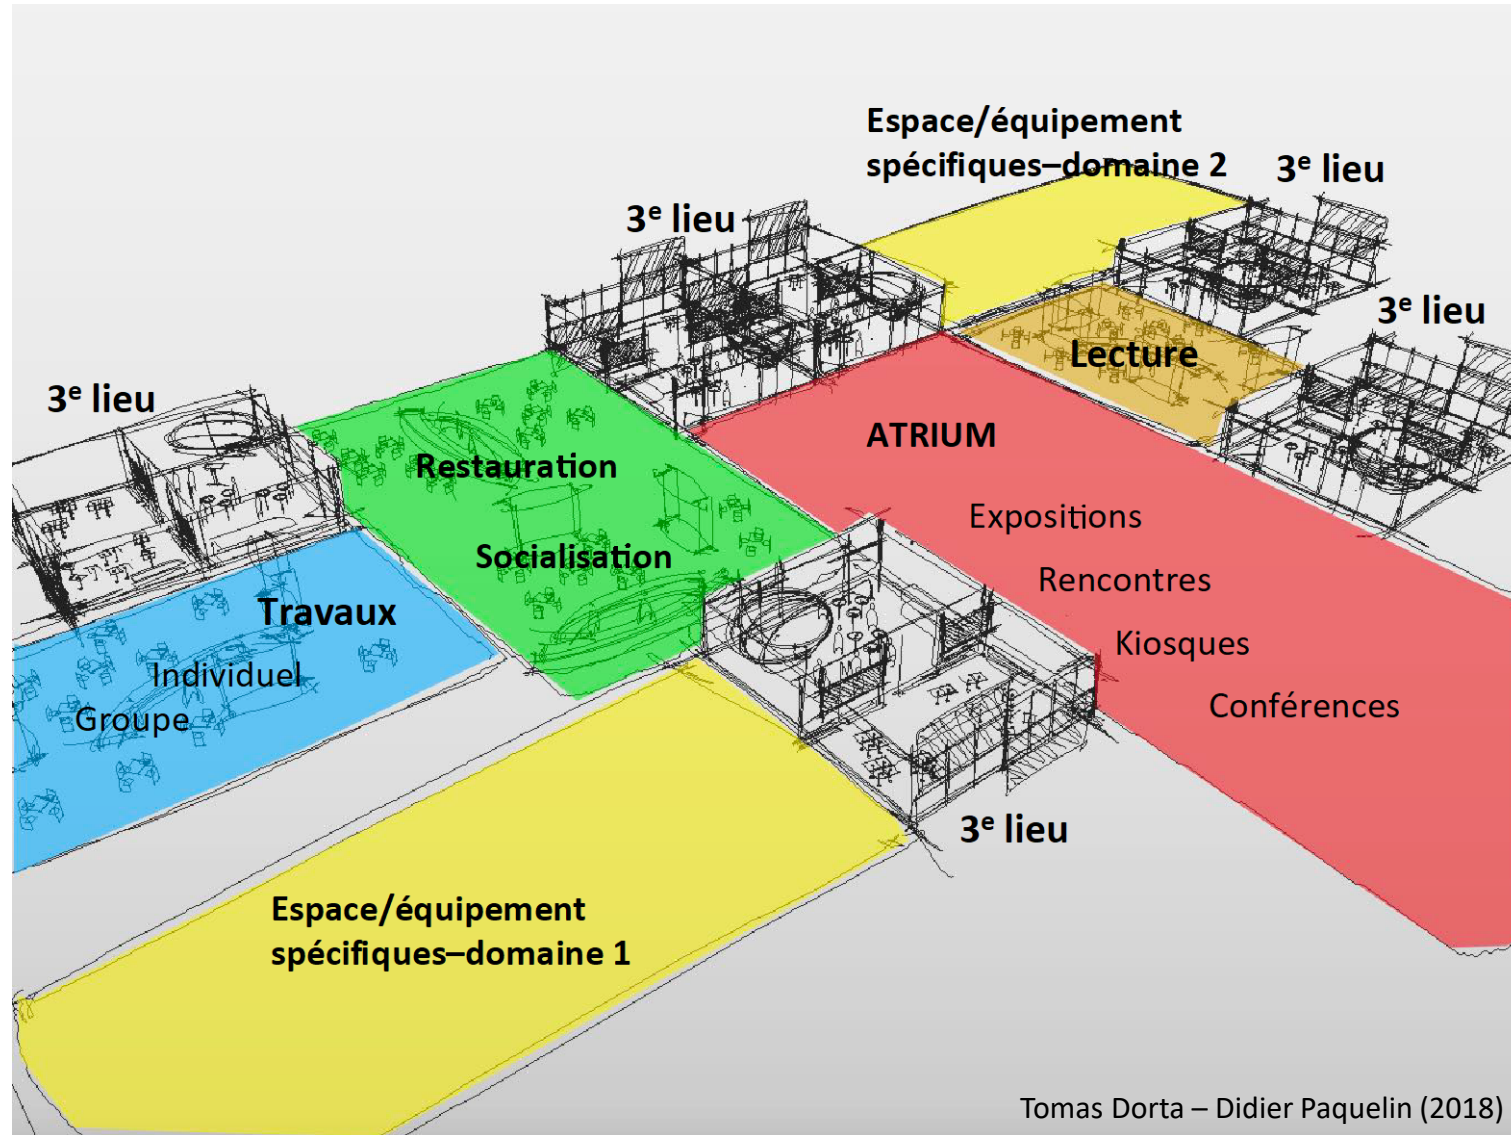 Espace/équipement
spécifiques–domaine 2
3e lieu
3e lieu
3e lieu
Lecture
3e lieu
ATRIUM
Restauration
Expositions
Socialisation
Rencontres
Travaux
Kiosques
Individuel
Conférences
Groupe
3e lieu
Espace/équipement
spécifiques–domaine 1
Tomas Dorta – Didier Paquelin (2018)